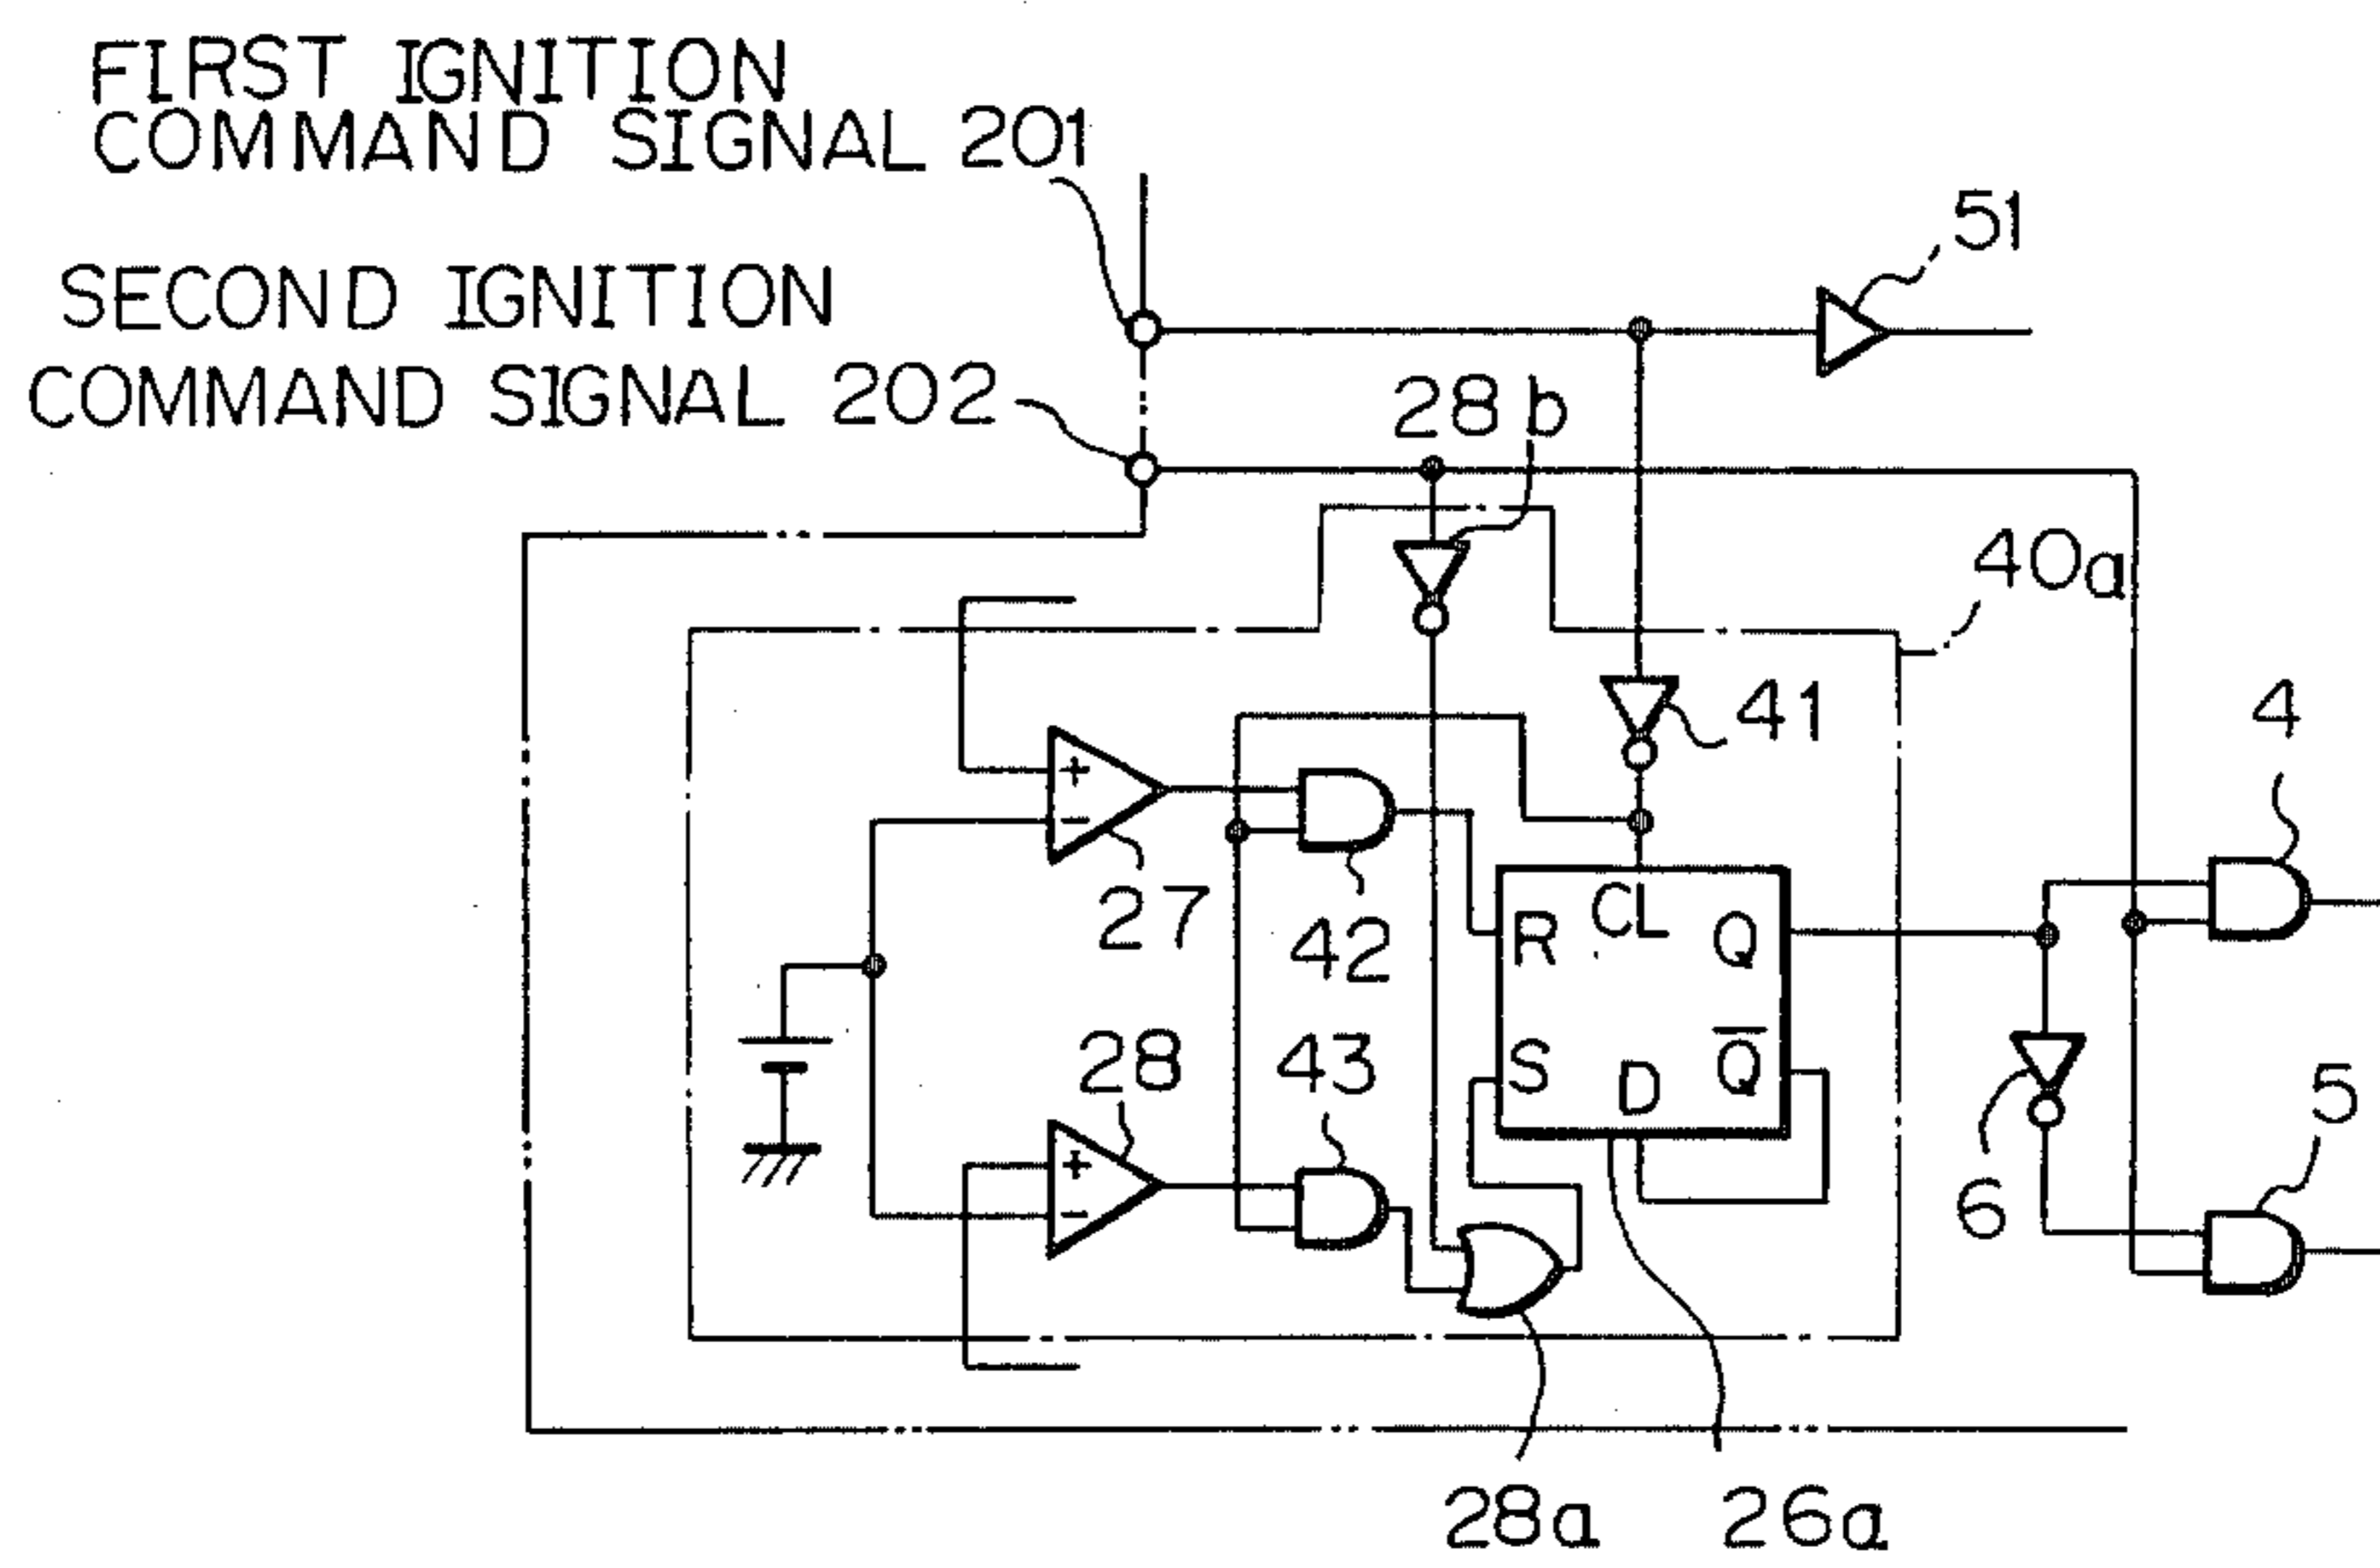 FIRST IGNITION
COMMAND SIGNAL 201
51
SECOND IGNITION
COMMAND SIGNAL 202
28b
40a
41
4
+
−
27
42
R CL Q
28
43
S D Q̅
5
+
−
6
28a 26a